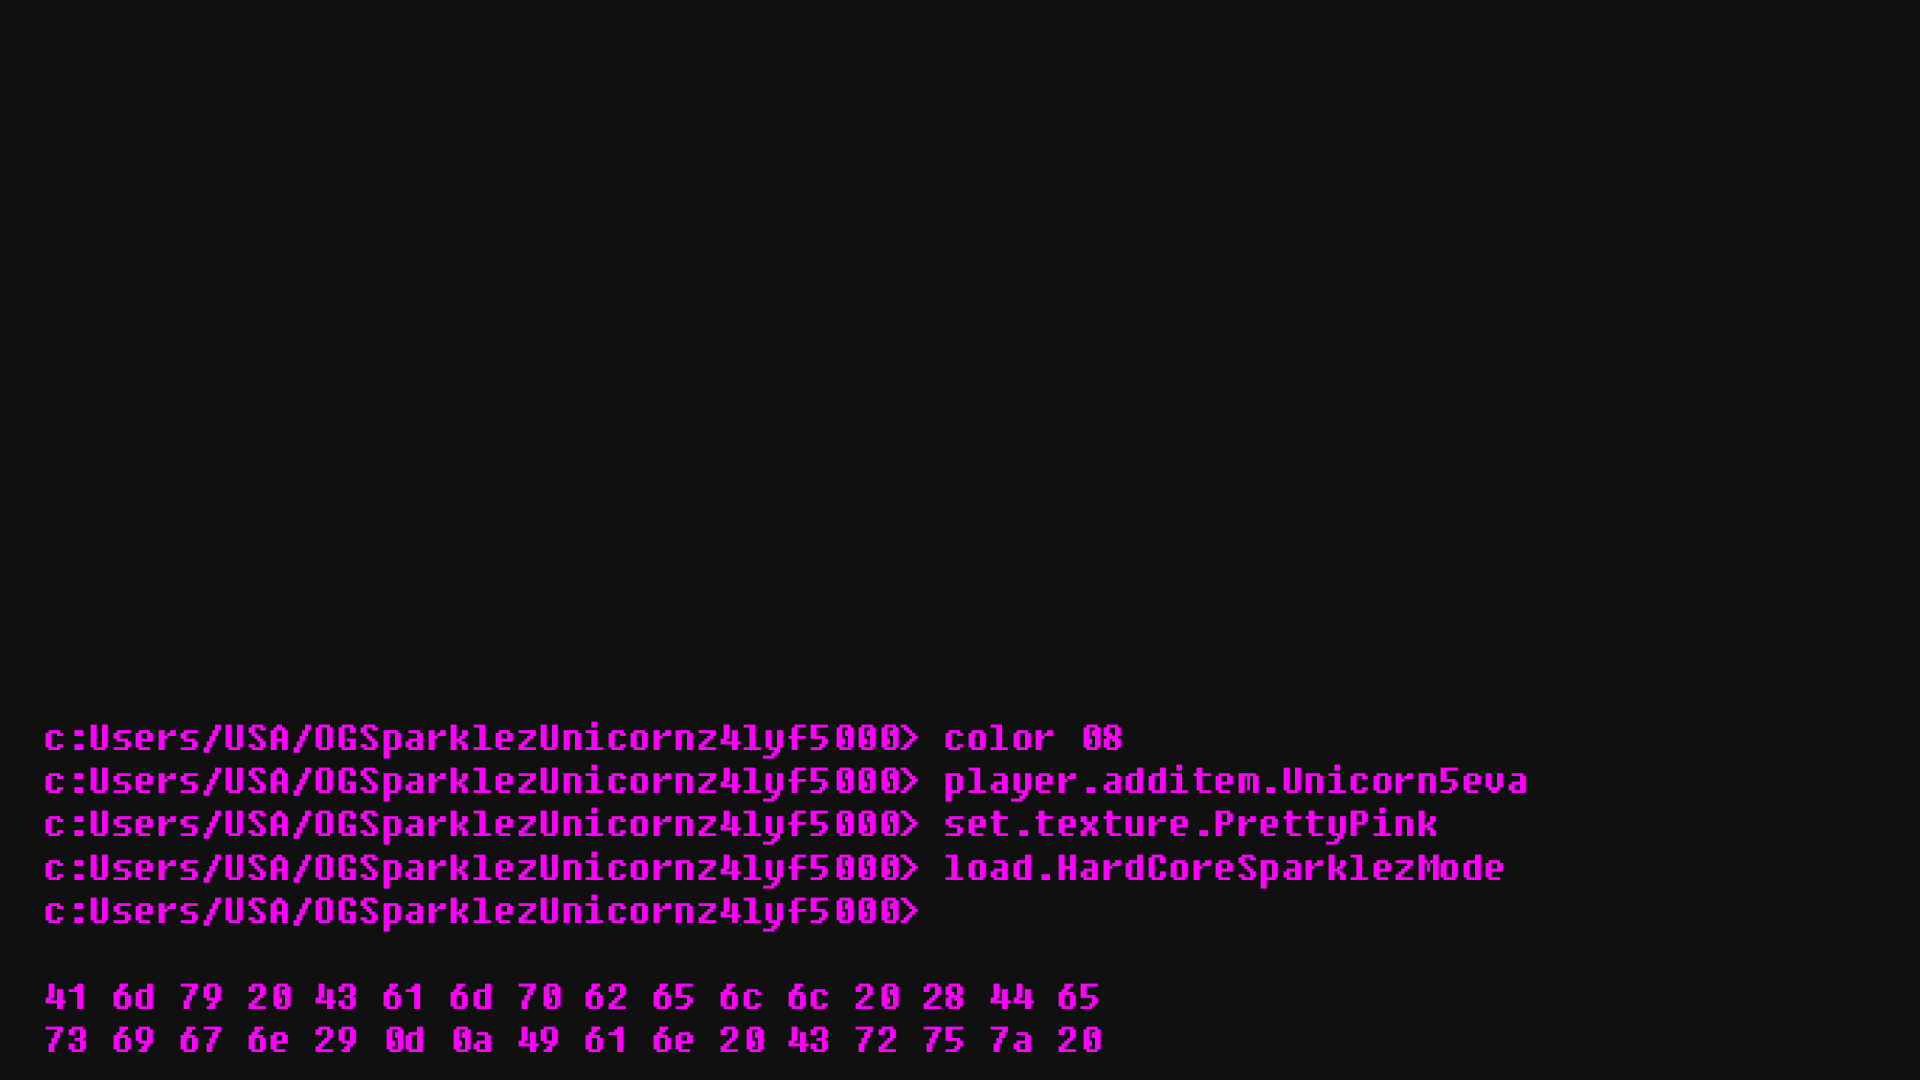 c:Users/USA/OGSparklezUnicornz4lyf5000> color 08
c:Users/USA/OGSparklezUnicornz4lyf5000> player.additem.Unicorn5eva
c:Users/USA/OGSparklezUnicornz4lyf5000> set.texture.PrettyPink
c:Users/USA/OGSparklezUnicornz4lyf5000> load.HardCoreSparklezMode
c:Users/USA/OGSparklezUnicornz4lyf5000>
41 6d 79 20 43 61 6d 70 62 65 6c 6c 20 28 44 65
73 69 67 6e 29 0d 0a 49 61 6e 20 43 72 75 7a 20